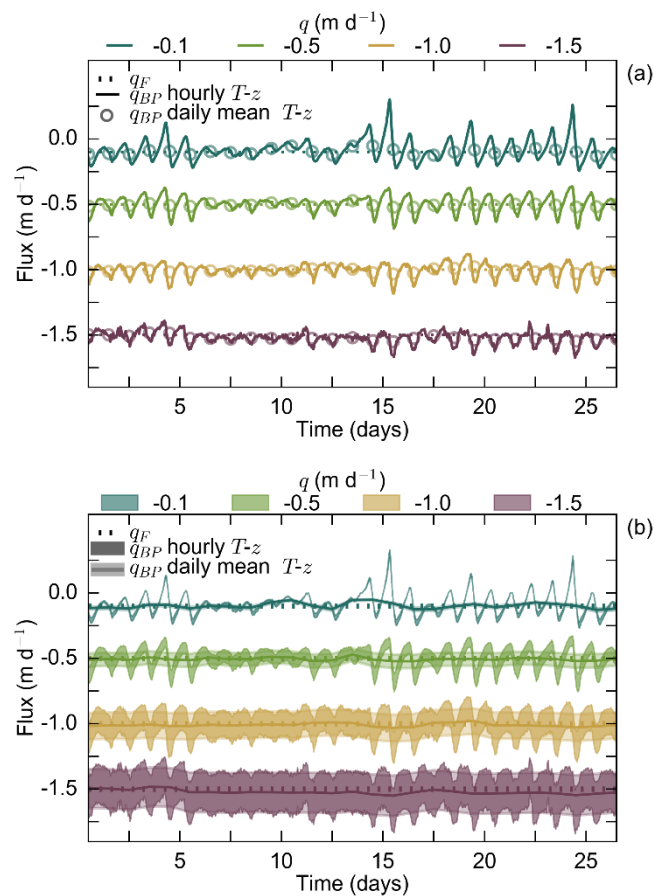 q (m d⁻¹)
-0.1 -0.5 -1.0 -1.5
(a)
q_F
q_BP hourly T-z
q_BP daily mean T-z
0.0
-0.5
-1.0
-1.5
Flux (m d⁻¹)
5 10 15 20 25
Time (days)
q (m d⁻¹)
-0.1 -0.5 -1.0 -1.5
(b)
q_F
q_BP hourly T-z
q_BP daily mean T-z
0.0
-0.5
-1.0
-1.5
Flux (m d⁻¹)
5 10 15 20 25
Time (days)